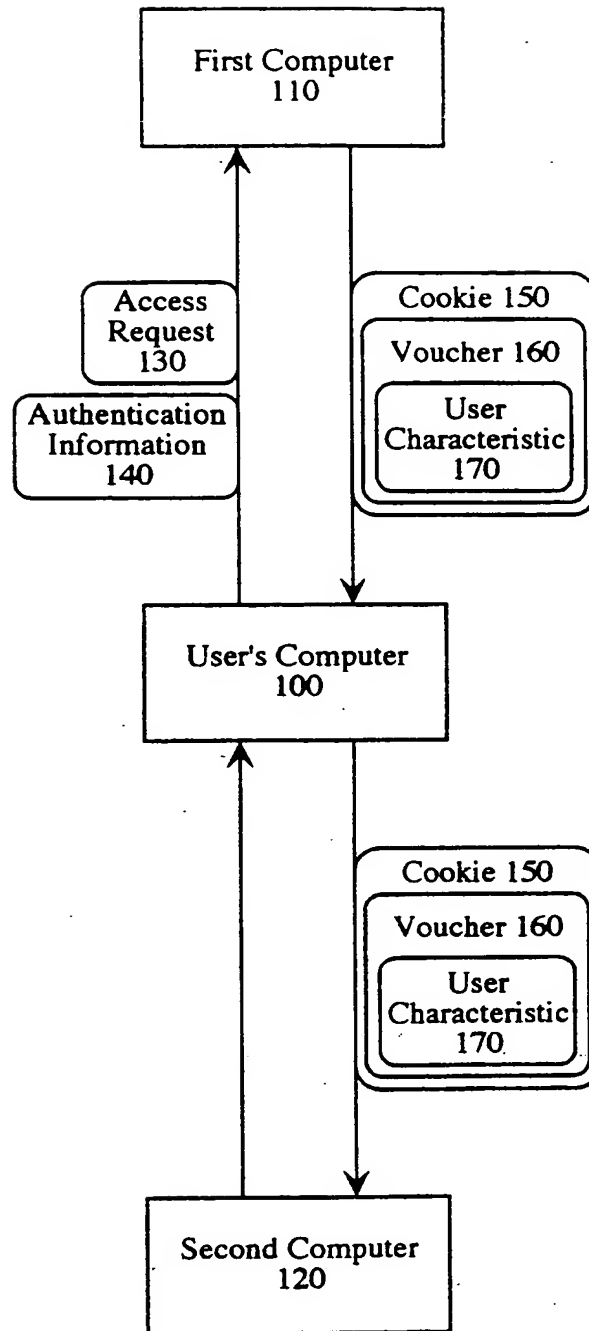 First Computer
110
Access
Request
130
Authentication
Information
140
Cookie 150
Voucher 160
User
Characteristic
170
User's Computer
100
Cookie 150
Voucher 160
User
Characteristic
170
Second Computer
120